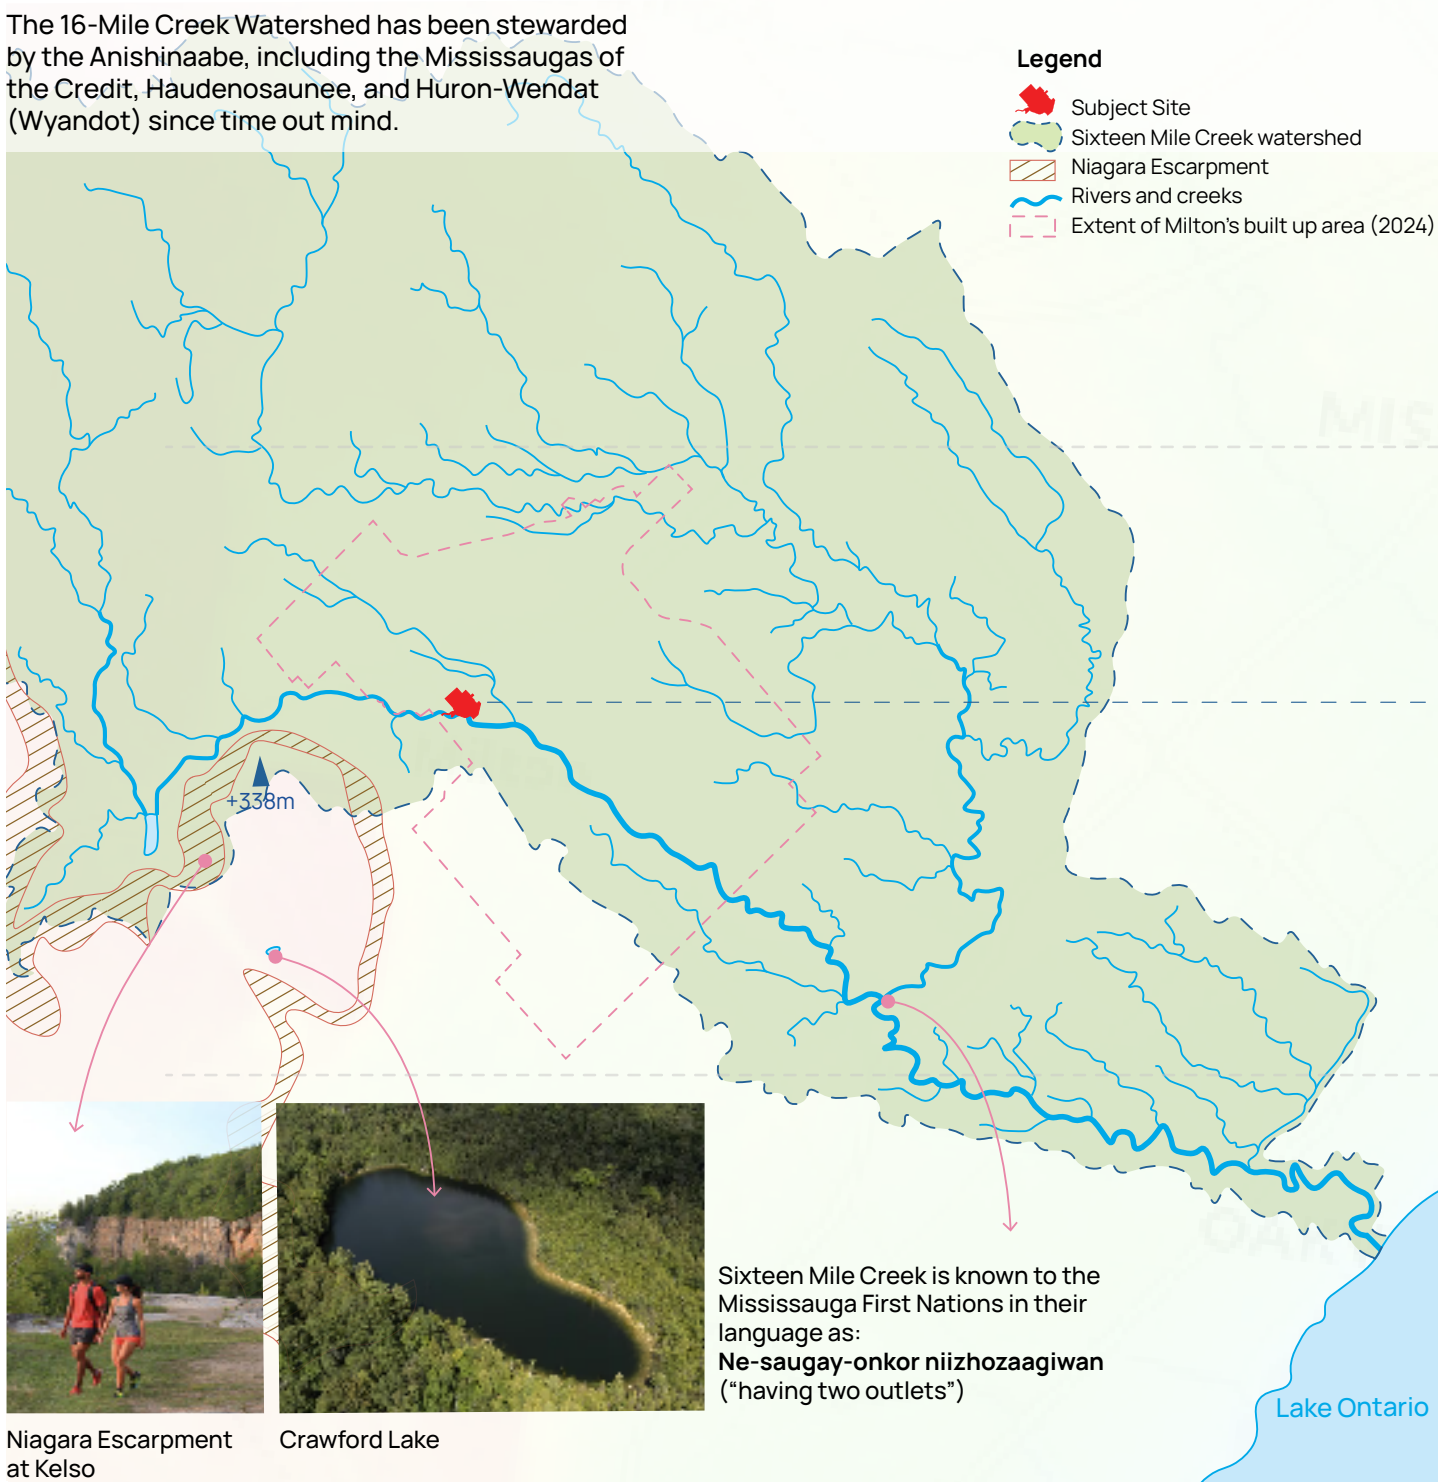 The 16-Mile Creek Watershed has been stewarded
by the Anishinaabe, including the Mississaugas of
the Credit, Haudenosaunee, and Huron-Wendat
(Wyandot) since time out mind.
Legend
Subject Site
Sixteen Mile Creek watershed
Niagara Escarpment
Rivers and creeks
Extent of Milton's built up area (2024)
MIS
+338m
OAK
Sixteen Mile Creek is known to the
Mississauga First Nations in their
language as:
Ne-saugay-onkor niizhozaagiwan
(“having two outlets”)
Lake Ontario
Niagara Escarpment
at Kelso
Crawford Lake